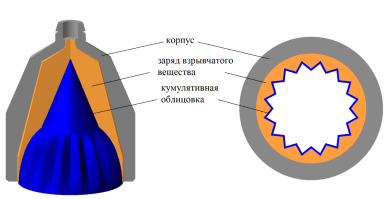 корпус
заряд взрывчатого
вещества
кумулятивная
облицовка